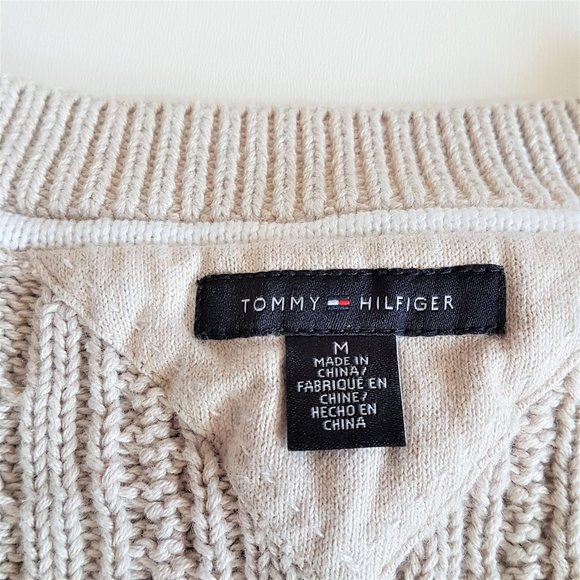 TOMMY HILFIGER
M
MADE IN
CHINA/
FABRIQUÉ EN
CHINE/
HECHO EN
CHINA